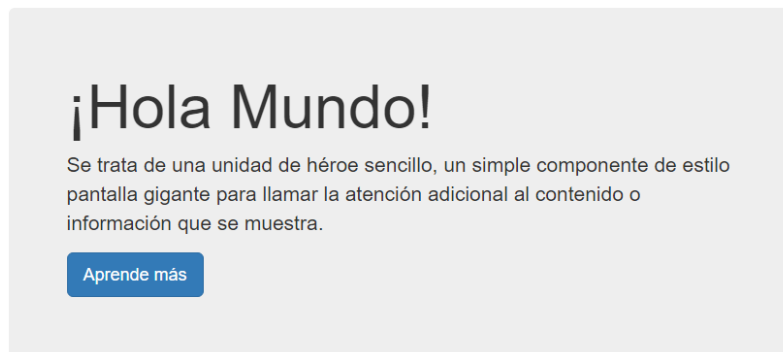 ¡Hola Mundo!
Se trata de una unidad de héroe sencillo, un simple componente de estilo
pantalla gigante para llamar la atención adicional al contenido o
información que se muestra.
Aprende más